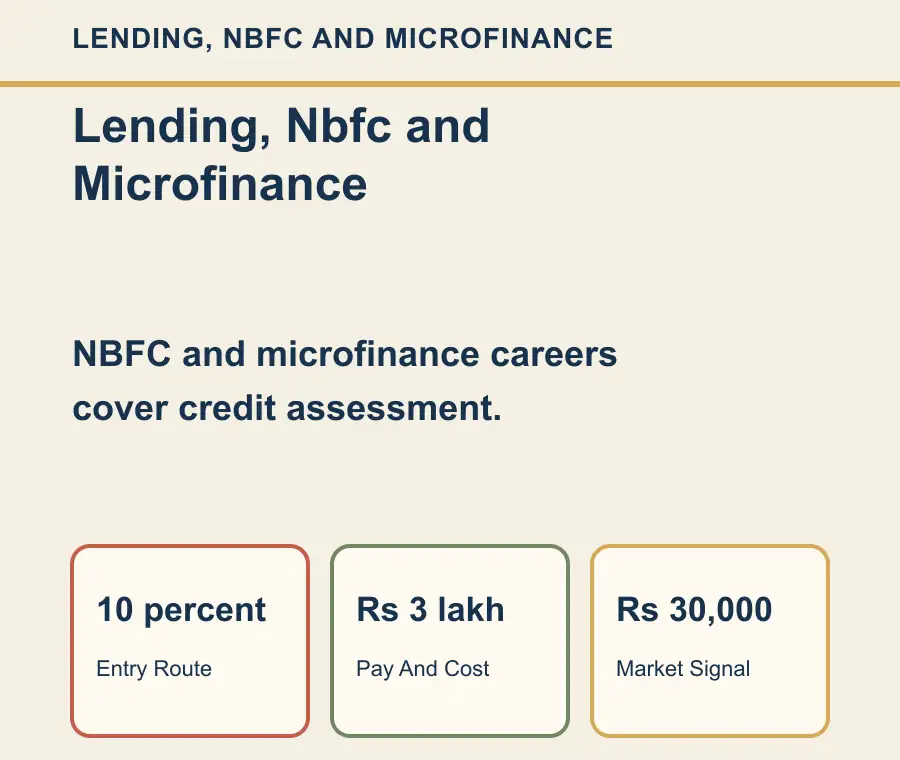 LENDING, NBFC AND MICROFINANCE
Lending, Nbfc and
Microfinance
NBFC and microfinance careers
cover credit assessment.
10 percent
Entry Route
Rs 3 lakh
Pay And Cost
Rs 30,000
Market Signal